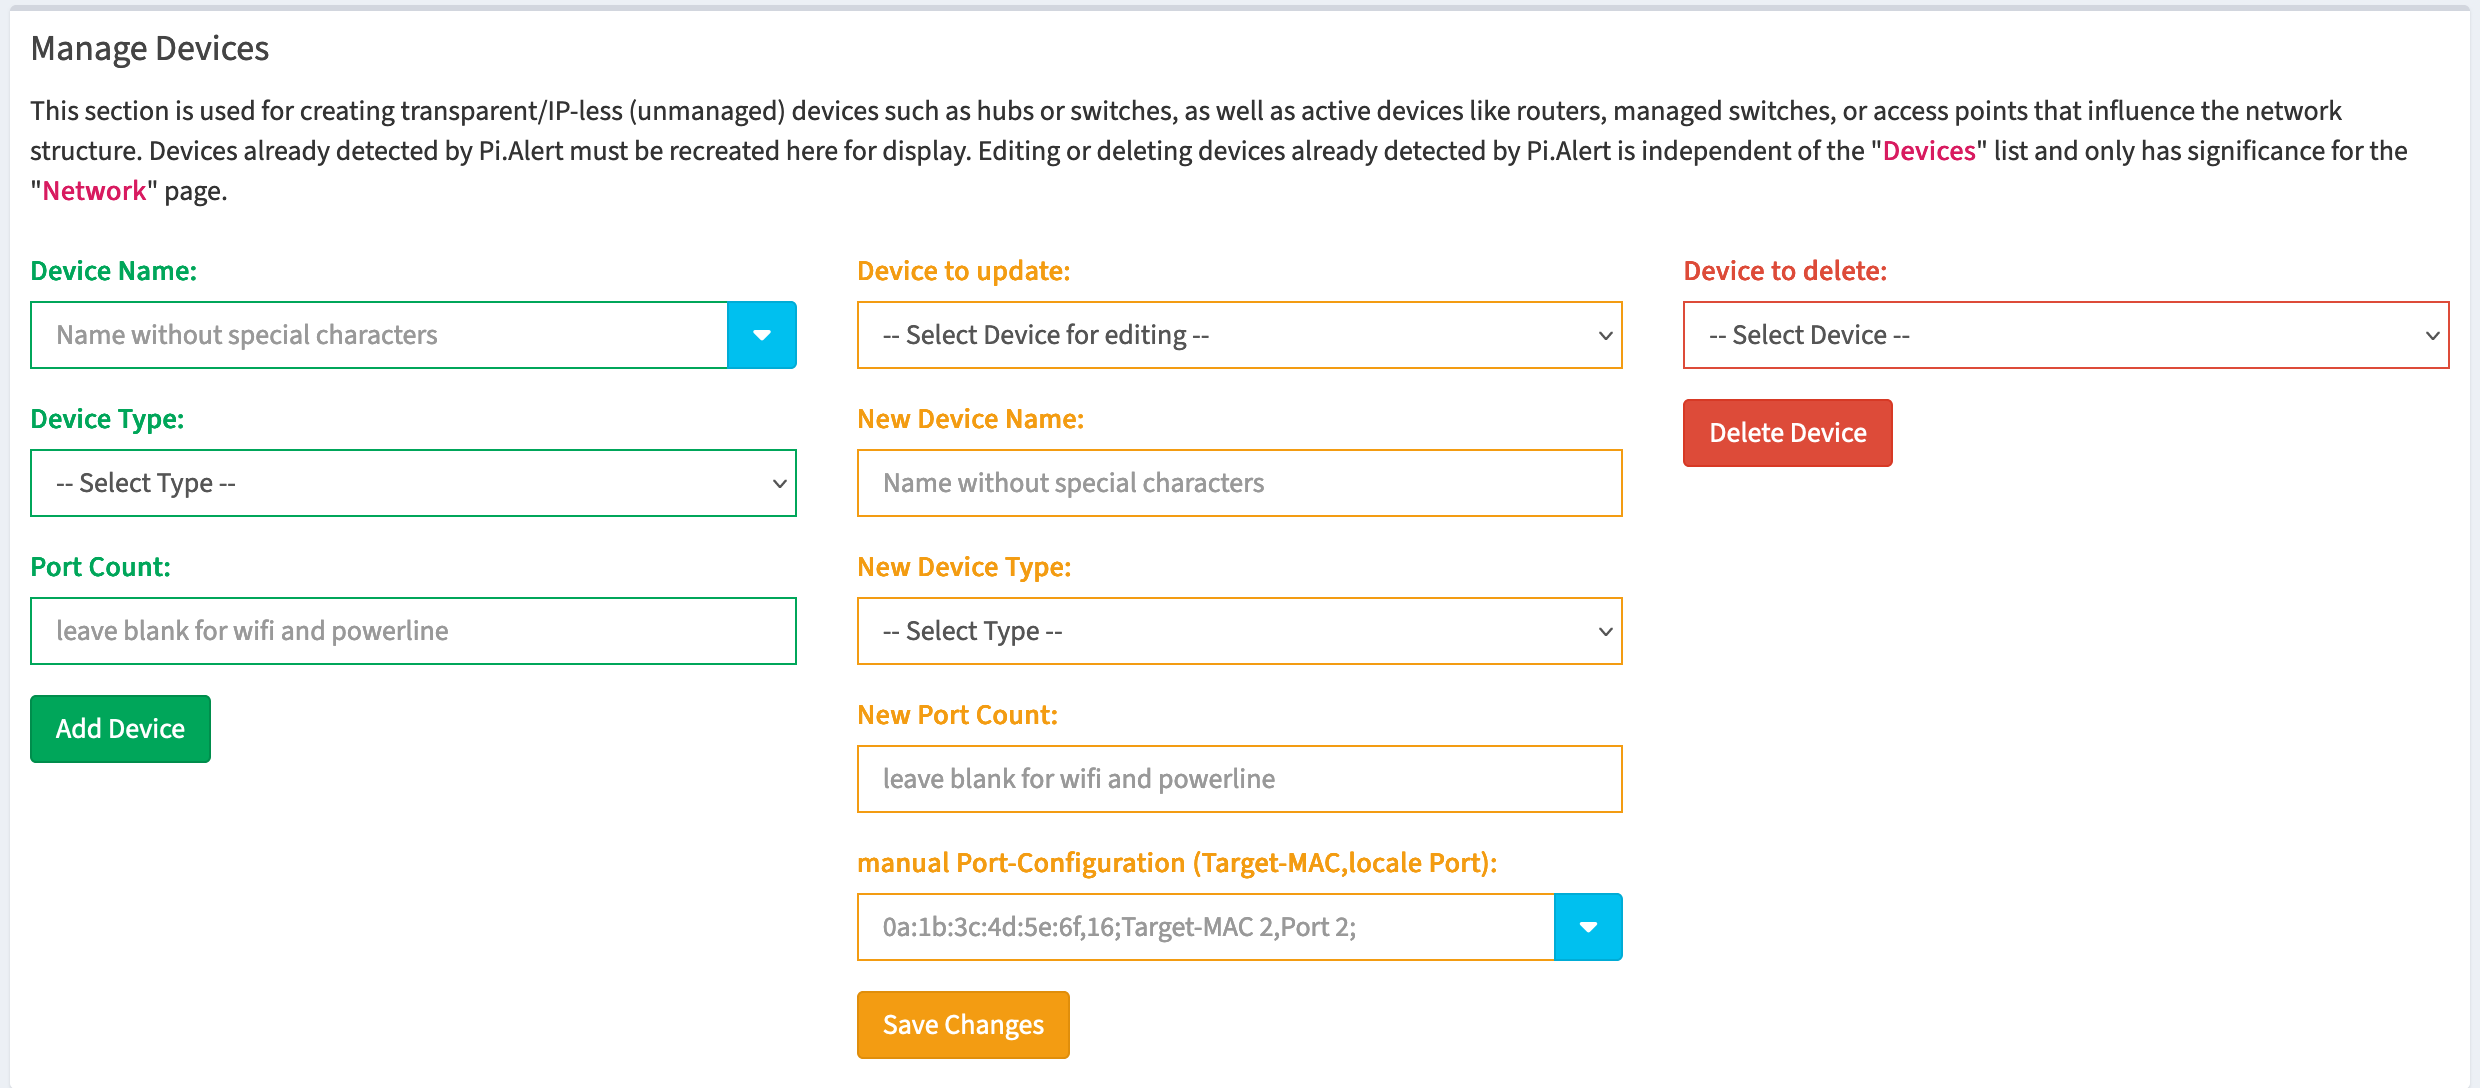 Manage Devices
This section is used for creating transparent/IP-less (unmanaged) devices such as hubs or switches, as well as active devices like routers, managed switches, or access points that influence the network
structure. Devices already detected by Pi.Alert must be recreated here for display. Editing or deleting devices already detected by Pi.Alert is independent of the "Devices" list and only has significance for the
"Network" page.
Device Name:
Name without special characters
Device Type:
-- Select Type --
Port Count:
leave blank for wifi and powerline
Add Device
Device to update:
-- Select Device for editing --
New Device Name:
Name without special characters
New Device Type:
-- Select Type --
New Port Count:
leave blank for wifi and powerline
manual Port-Configuration (Target-MAC,locale Port):
0a:1b:3c:4d:5e:6f,16;Target-MAC 2,Port 2;
Save Changes
Device to delete:
-- Select Device --
Delete Device